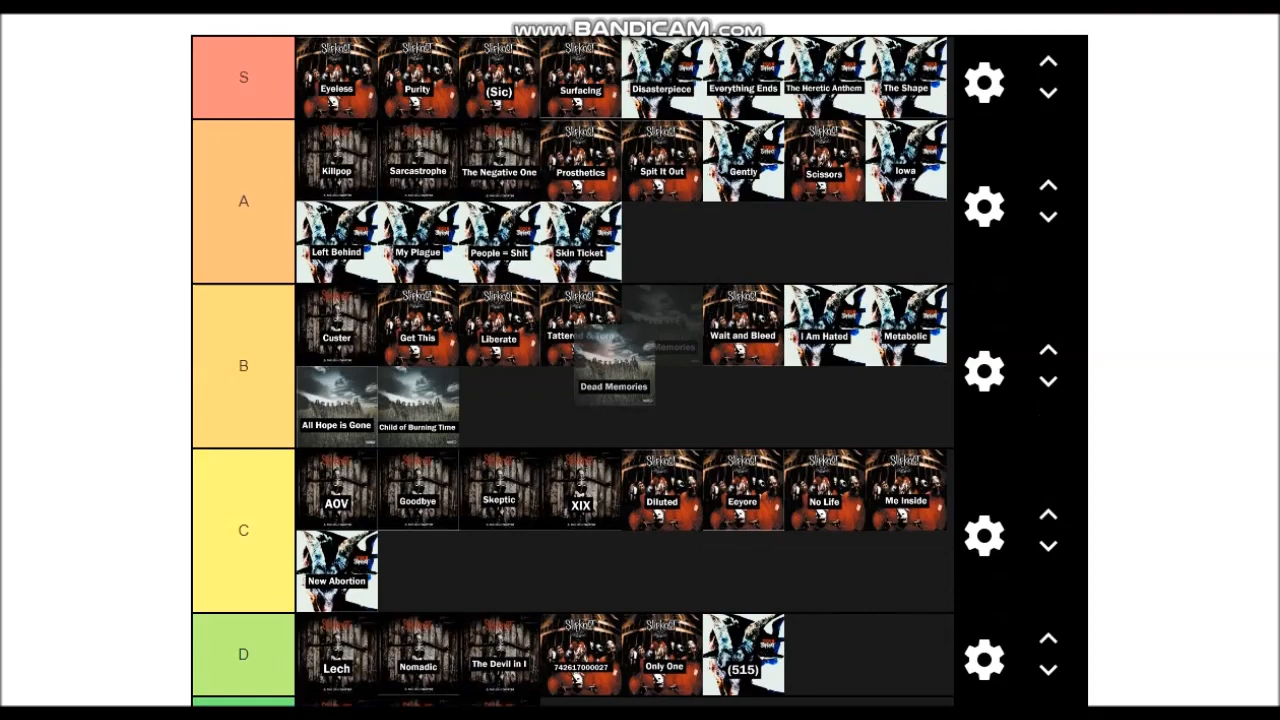 www.BANDICAM.com
S
Eyeless
Purity
(Sic)
Surfacing
Disasterpiece
Everything Ends
The Heretic Anthem
The Shape
A
Killpop
Sarcastrophe
The Negative One
Prosthetics
Spit It Out
Gently
Scissors
Iowa
Left Behind
My Plague
People = Shit
Skin Ticket
B
Custer
Get This
Liberate
Tattered
Memories
Wait and Bleed
I Am Hated
Metabolic
Dead Memories
All Hope is Gone
Child of Burning Time
C
AOV
Goodbye
Skeptic
XIX
Diluted
Eeyore
No Life
Me Inside
New Abortion
D
Lech
Nomadic
The Devil in I
742617000027
Only One
(515)